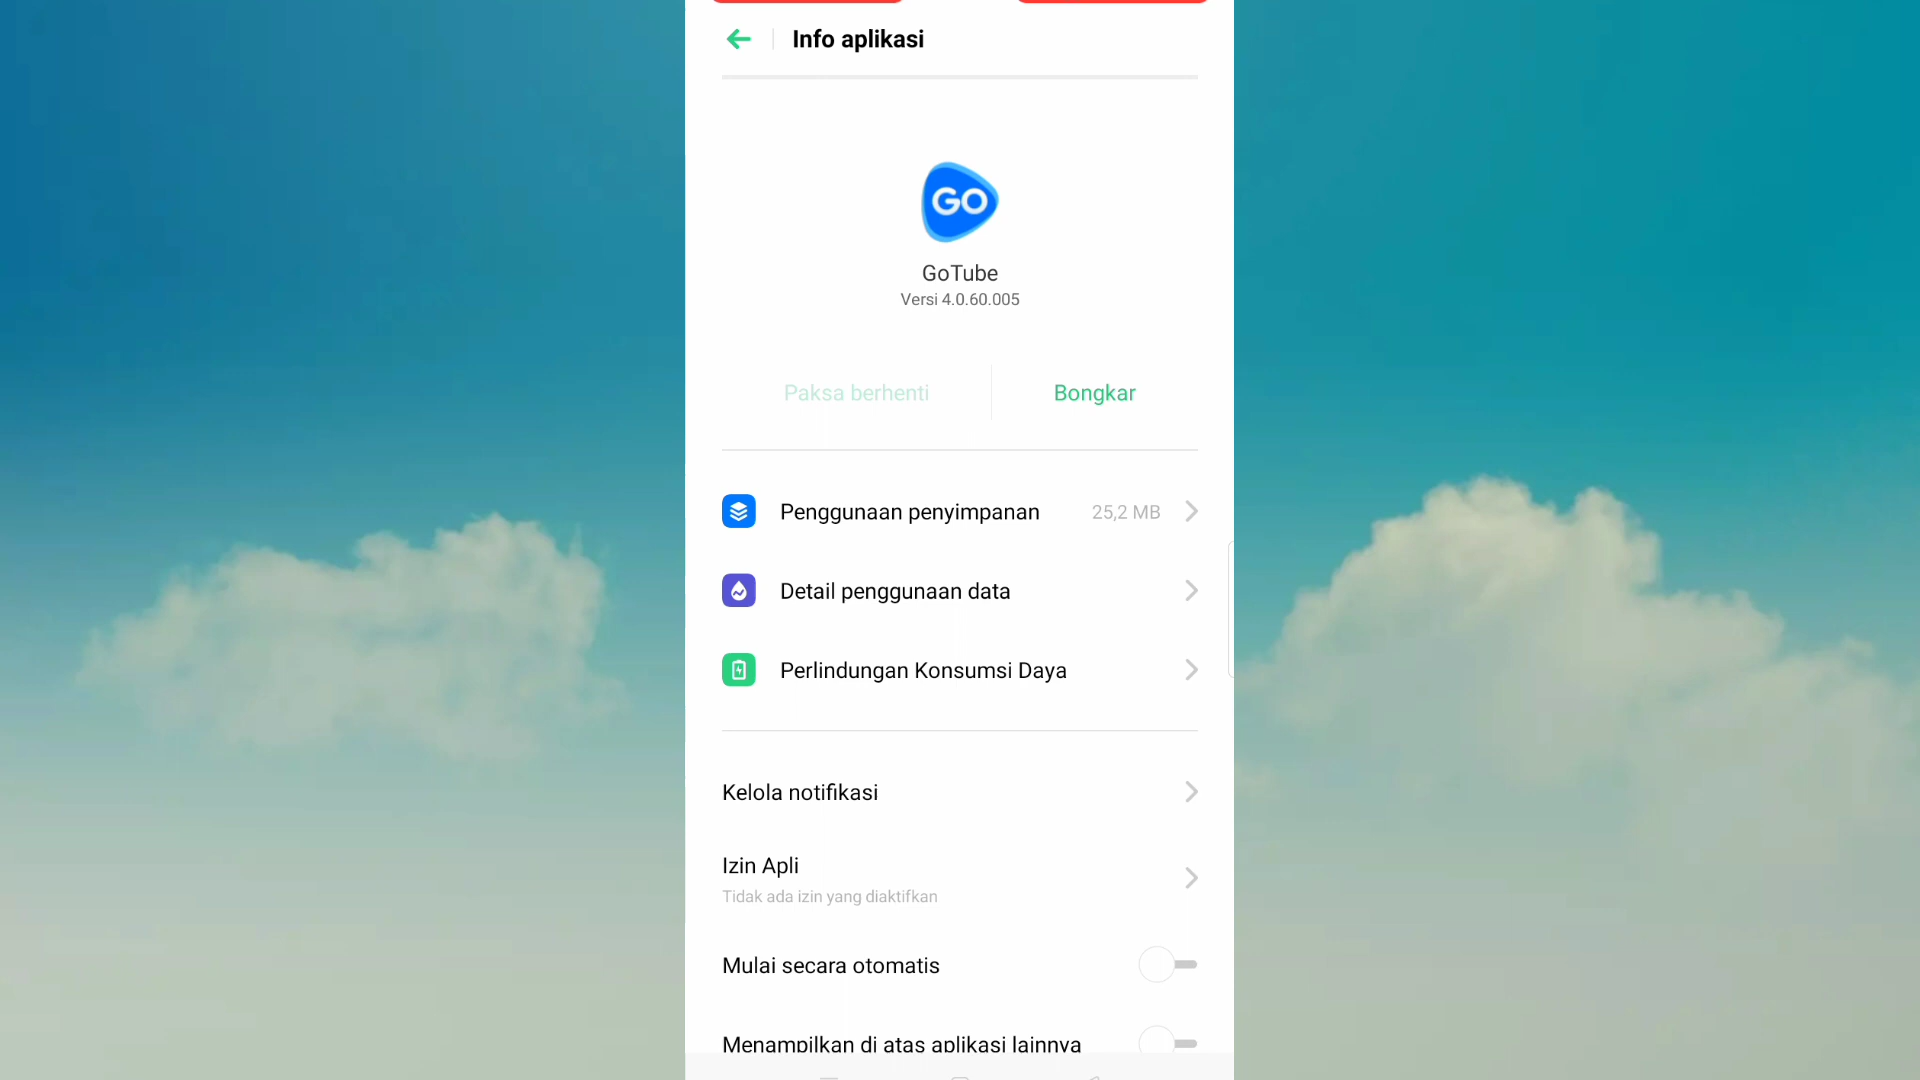 Info aplikasi
GO
GoTube
Versi 4.0.60.005
Paksa berhenti
Bongkar
Penggunaan penyimpanan 25,2 MB
Detail penggunaan data
Perlindungan Konsumsi Daya
Kelola notifikasi
Izin Apli
Tidak ada izin yang diaktifkan
Mulai secara otomatis
Menampilkan di atas aplikasi lainnya